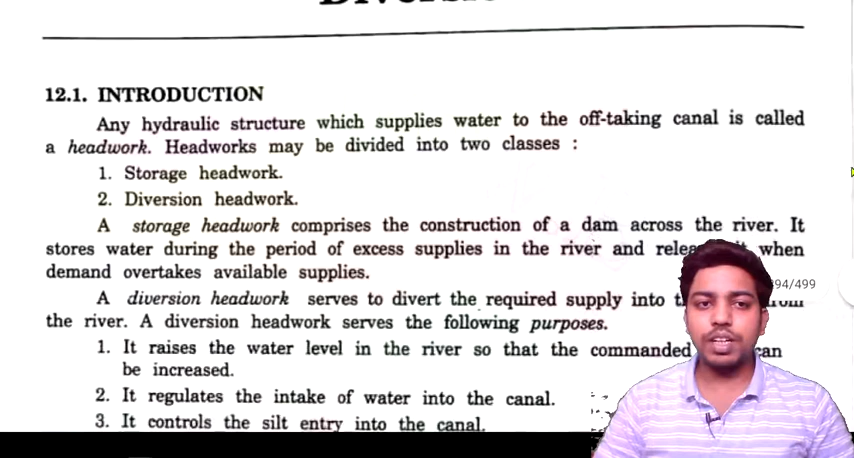 12.1. INTRODUCTION
Any hydraulic structure which supplies water to the off-taking canal is called
a headwork. Headworks may be divided into two classes :
1. Storage headwork.
2. Diversion headwork.
A storage headwork comprises the construction of a dam across the river. It
stores water during the period of excess supplies in the river and when
demand overtakes available supplies.
94/499
A diversion headwork serves to divert the required supply into
the river. A diversion headwork serves the following purposes.
1. It raises the water level in the river so that the commanded can
be increased.
2. It regulates the intake of water into the canal.
3. It controls the silt entry into the canal.